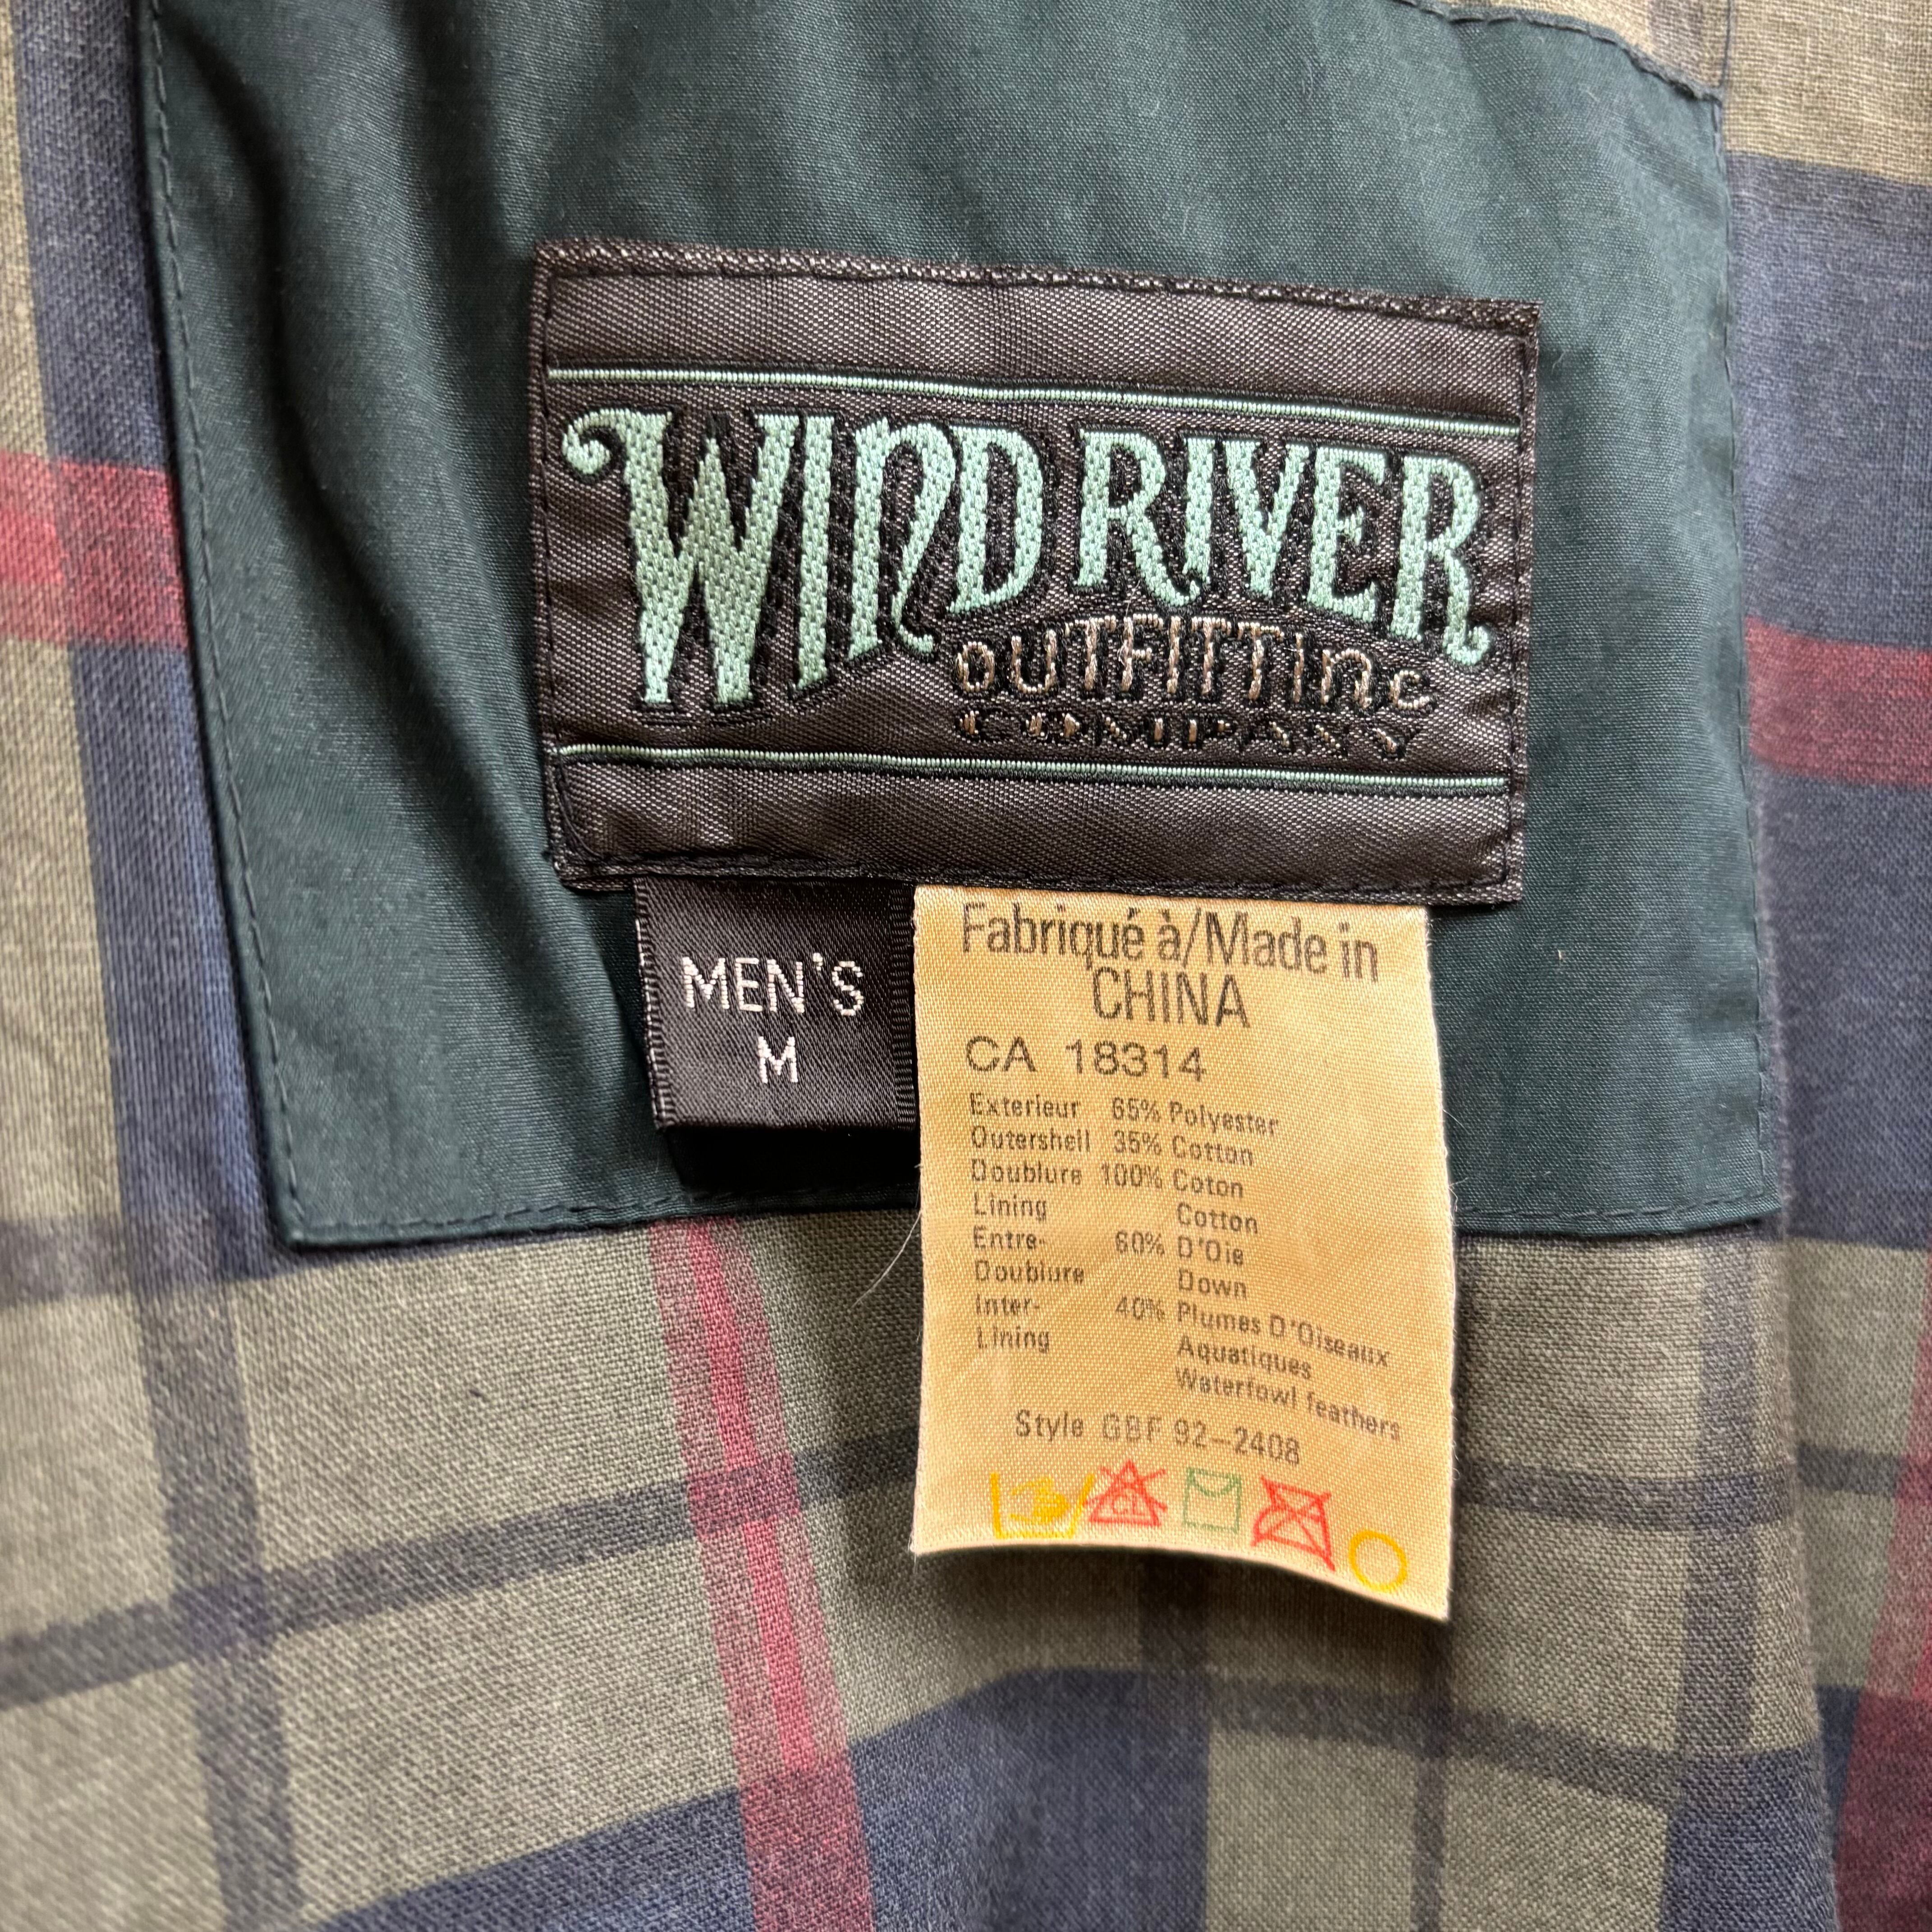 WIND RIVER
OUTFITTING
COMPANY
MEN'S
M
Fabriqué à/Made in
CHINA
CA 18314
Exterieur 65% Polyester
Outershell 35% Cotton
Doublure 100% Coton
Lining Cotton
Entre- 60% D'Oie
Doublure Down
Inter- 40% Plumes D'Oiseaux
Lining Aquatiques
Waterfowl feathers
Style GBF 92-2408
CL